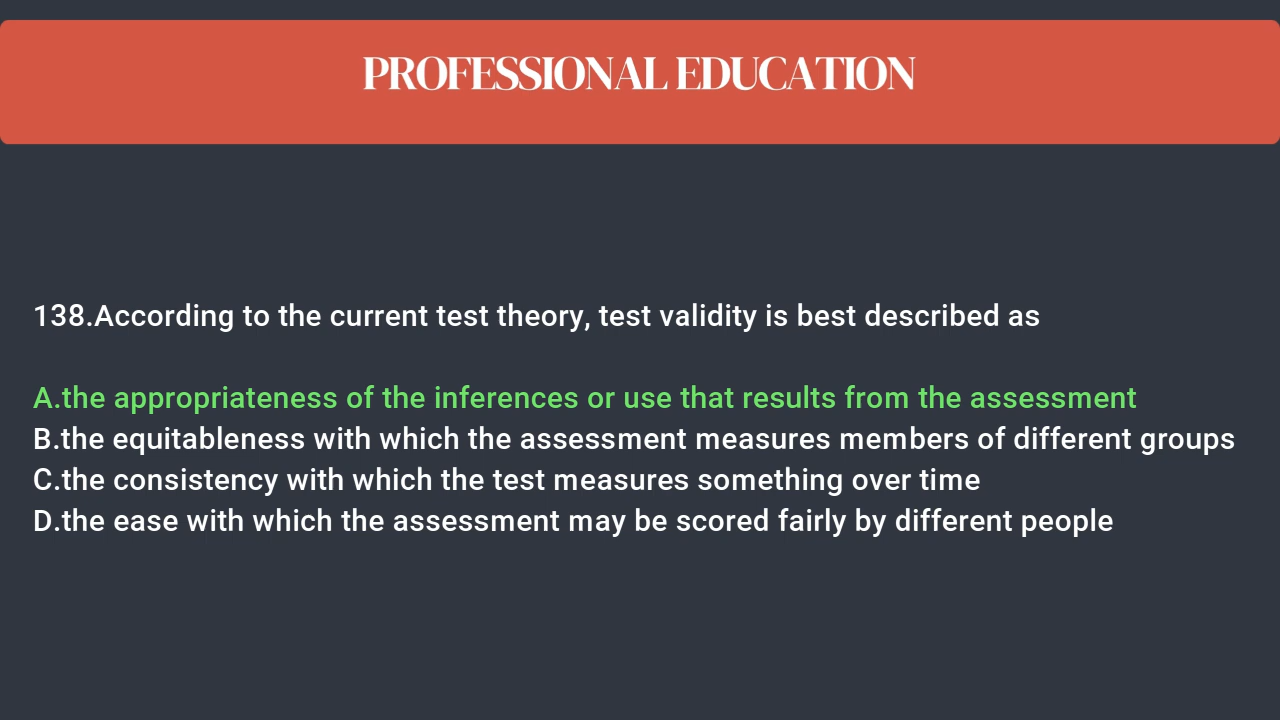 PROFESSIONAL EDUCATION
138.According to the current test theory, test validity is best described as
A.the appropriateness of the inferences or use that results from the assessment
B.the equitableness with which the assessment measures members of different groups
C.the consistency with which the test measures something over time
D.the ease with which the assessment may be scored fairly by different people